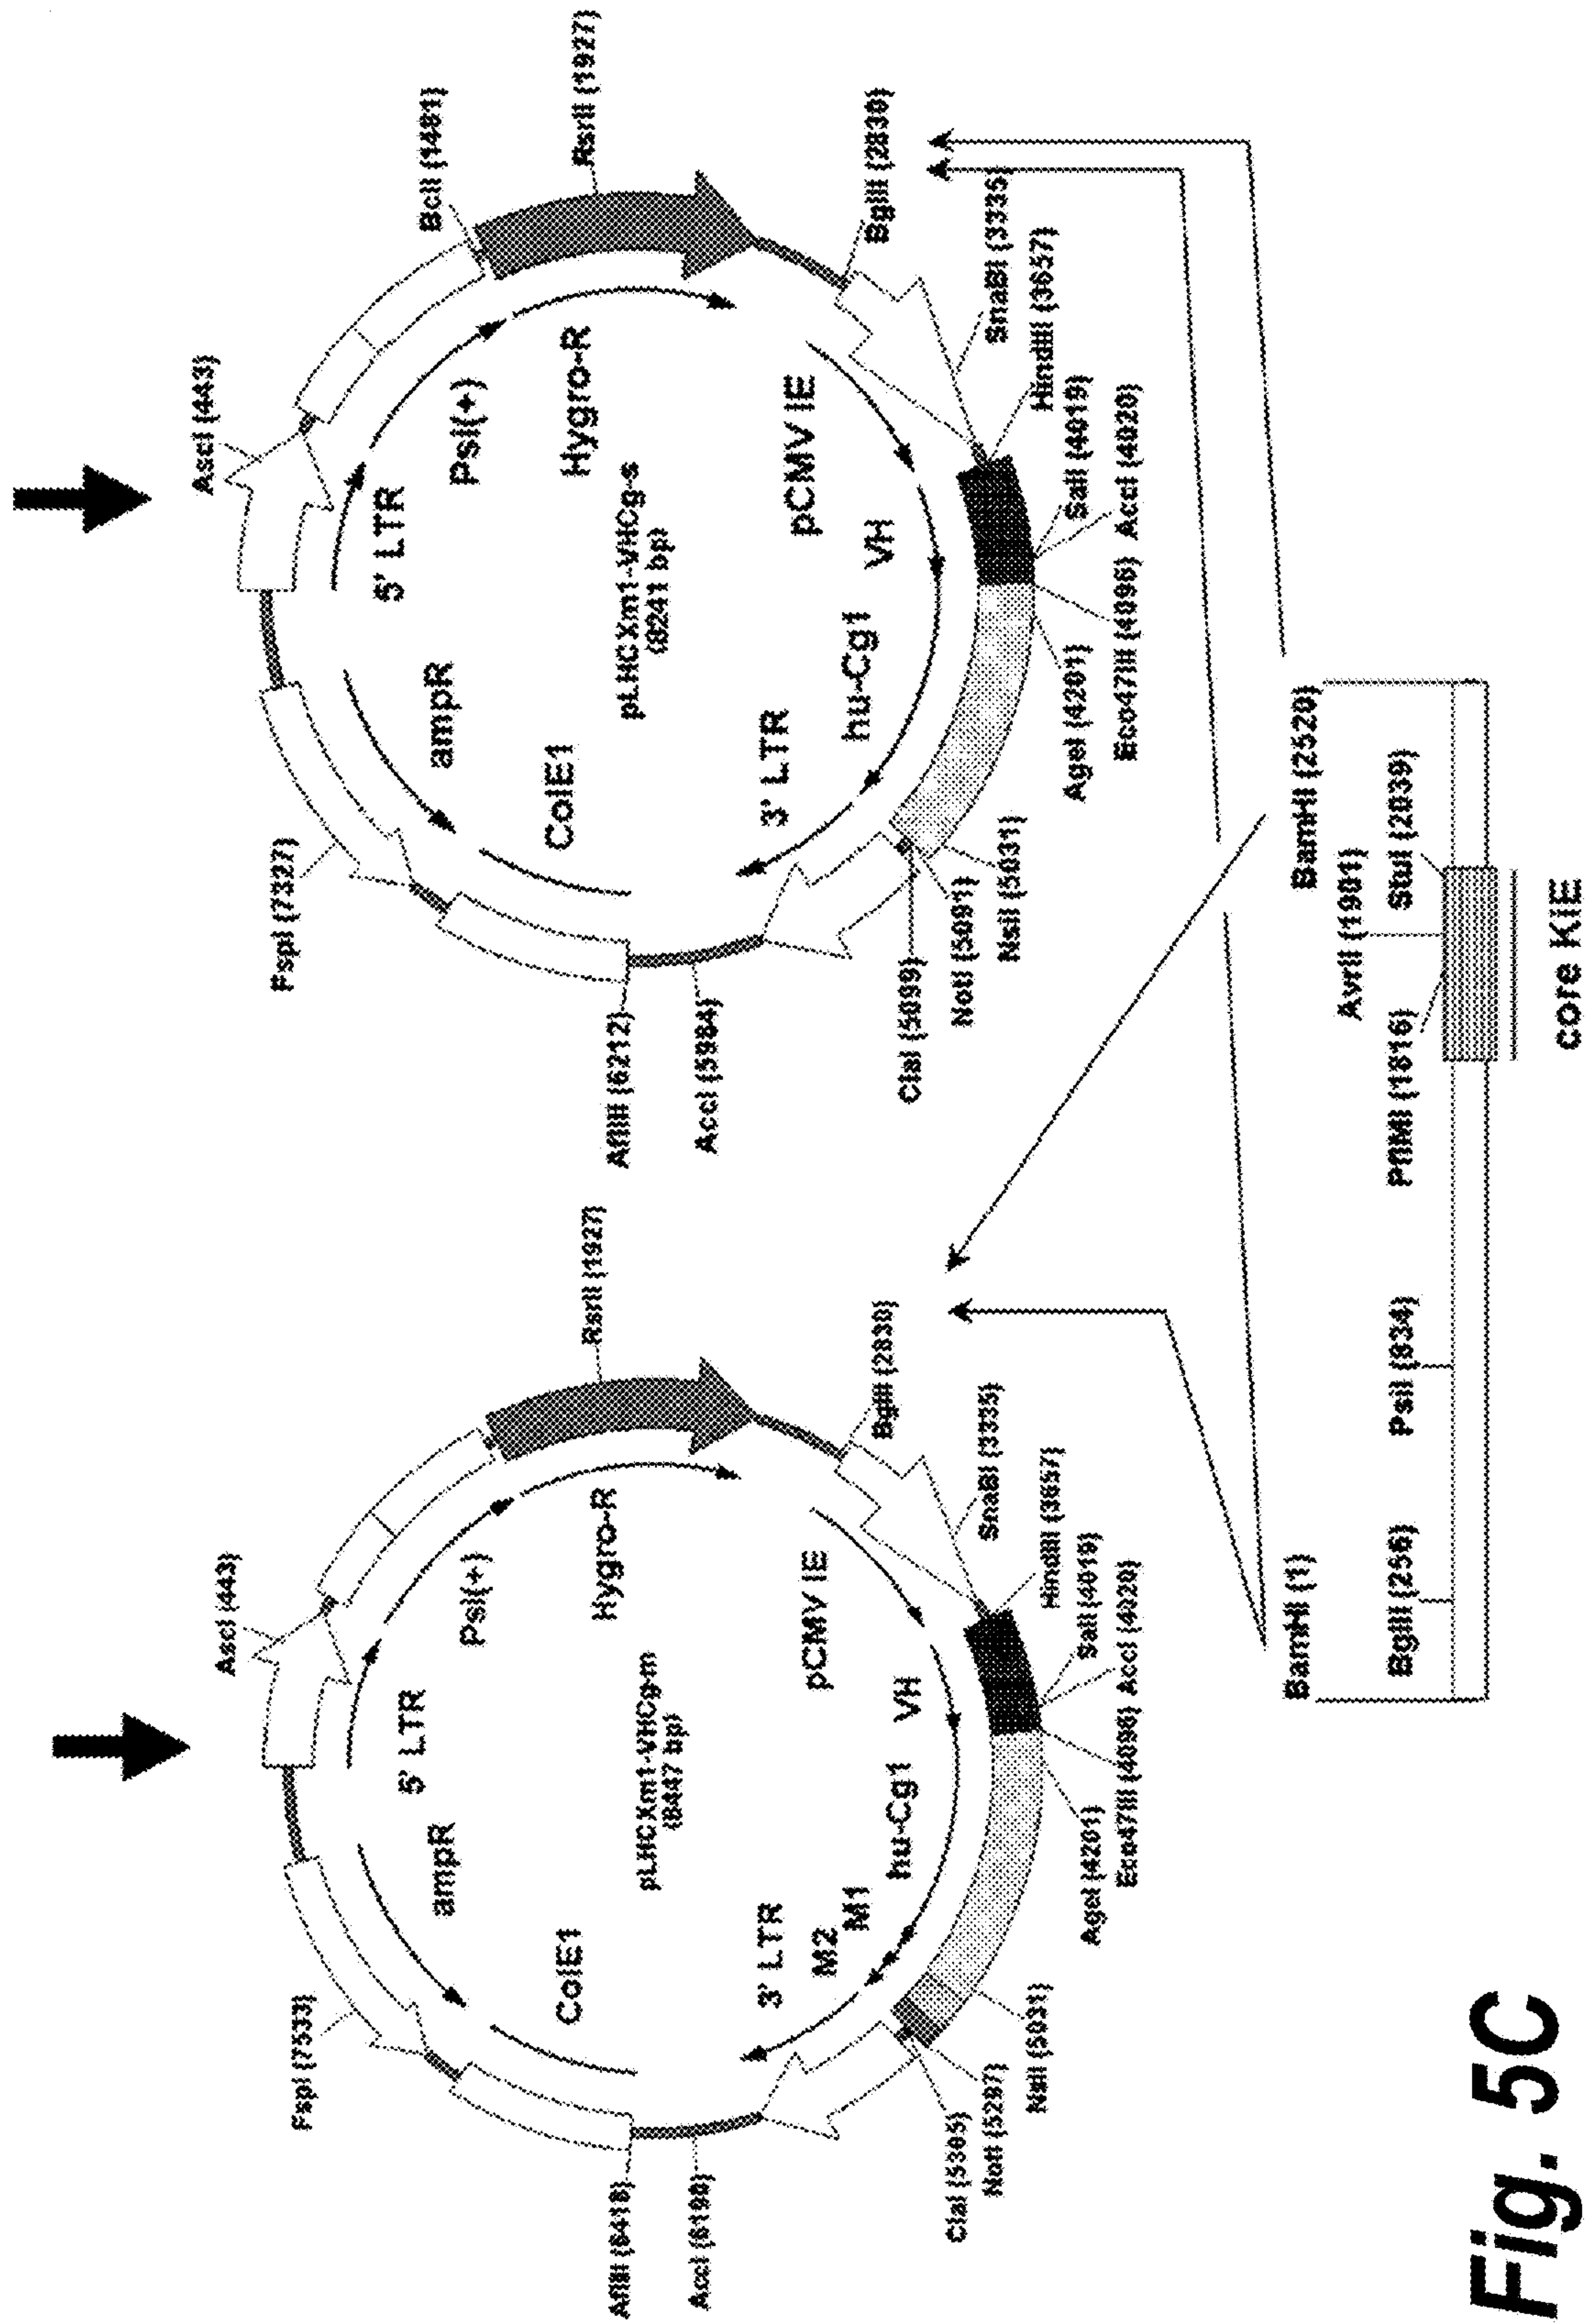 AscI (443)
RsrII (1927)
BglII (2830)
SnaBI (3335)
HindIII (3657)
SalI (4019)
AccI (4020)
Eco47III (4096)
AgeI (4201)
NsiI (5031)
NotI (5297)
ClaI (5305)
AccI (6190)
AflIII (6418)
FspI (7533)
5' LTR
Psi(+)
Hygro-R
pCMV IE
VH
hu-Cg1
M1
M2
3' LTR
ColE1
ampR
pLHCXm1-VHCg-m
(8447 bp)
AscI (443)
BclI (1481)
RsrII (1927)
BglII (2830)
SnaBI (3335)
HindIII (3657)
SalI (4019)
AccI (4020)
Eco47III (4096)
AgeI (4201)
NsiI (5031)
NotI (5091)
ClaI (5099)
AccI (5984)
AflIII (6212)
FspI (7327)
5' LTR
Psi(+)
Hygro-R
pCMV IE
VH
hu-Cg1
3' LTR
ColE1
ampR
pLHCXm1-VHCg-s
(8241 bp)
BamHI (1)
BamHI (2520)
BglII (256)
PsiI (834)
PflMI (1816)
AvrII (1901)
StuI (2039)
core KIE
Fig. 5C